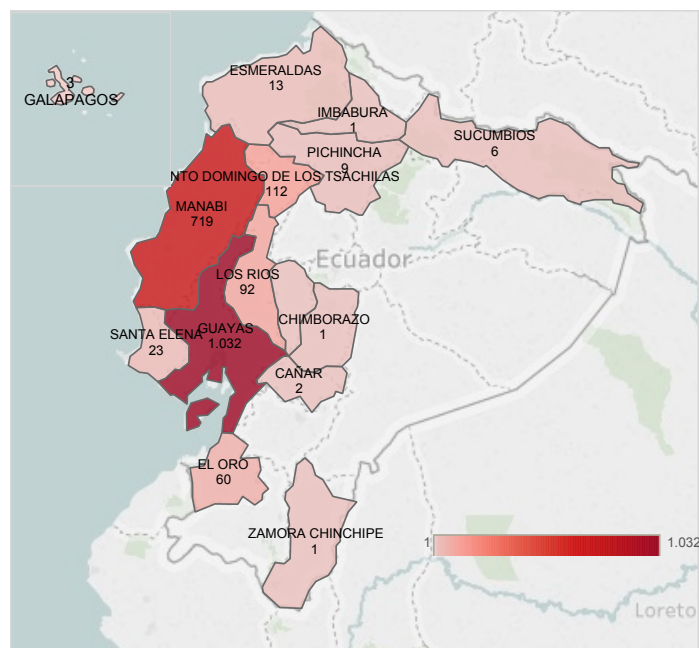 ESMERALDAS
13
3
GALAPAGOS
IMBABURA
1
SUCUMBIOS
6
PICHINCHA
9
NTO DOMINGO DE LOS TSACHILAS
112
MANABI
719
Ecuador
LOS RIOS
92
CHIMBORAZO
1
SANTA ELENA
23
GUAYAS
1.032
CAÑAR
2
EL ORO
60
ZAMORA CHINCHIPE
1
1
1.032
Loreto